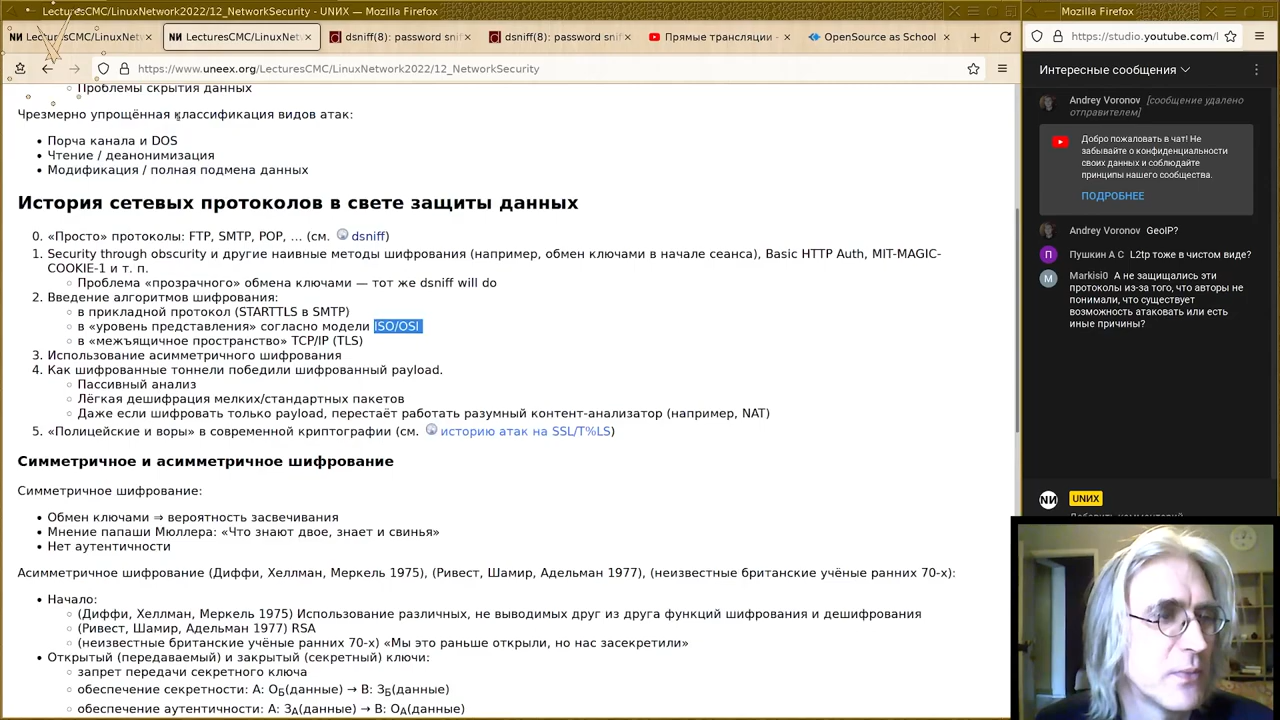 LecturesCMC/LinuxNetwork2022/12_NetworkSecurity - UNИX — Mozilla Firefox
Mozilla Firefox
LecturesCMC/LinuxNetw
LecturesCMC/LinuxNetw
dsniff(8): password snif
dsniff(8): password snif
Прямые трансляции -
OpenSource as School
https://studio.youtube.com/l
https://www.uneex.org/LecturesCMC/LinuxNetwork2022/12_NetworkSecurity
Проблемы скрытия данных
Чрезмерно упрощённая классификация видов атак:
Порча канала и DOS
Чтение / деанонимизация
Модификация / полная подмена данных
История сетевых протоколов в свете защиты данных
0. «Просто» протоколы: FTP, SMTP, POP, … (см. dsniff)
1. Security through obscurity и другие наивные методы шифрования (например, обмен ключами в начале сеанса), Basic HTTP Auth, MIT-MAGIC-
COOKIE-1 и т. п.
Проблема «прозрачного» обмена ключами — тот же dsniff will do
2. Введение алгоритмов шифрования:
в прикладной протокол (STARTTLS в SMTP)
в «уровень представления» согласно модели ISO/OSI
в «межъящичное пространство» TCP/IP (TLS)
3. Использование асимметричного шифрования
4. Как шифрованные тоннели победили шифрованный payload.
Пассивный анализ
Лёгкая дешифрация мелких/стандартных пакетов
Даже если шифровать только payload, перестаёт работать разумный контент-анализатор (например, NAT)
5. «Полицейские и воры» в современной криптографии (см. историю атак на SSL/T%LS)
Симметричное и асимметричное шифрование
Симметричное шифрование:
Обмен ключами ⇒ вероятность засвечивания
Мнение папаши Мюллера: «Что знают двое, знает и свинья»
Нет аутентичности
Асимметричное шифрование (Диффи, Хеллман, Меркель 1975), (Ривест, Шамир, Адельман 1977), (неизвестные британские учёные ранних 70-х):
Начало:
(Диффи, Хеллман, Меркель 1975) Использование различных, не выводимых друг из друга функций шифрования и дешифрования
(Ривест, Шамир, Адельман 1977) RSA
(неизвестные британские учёные ранних 70-х) «Мы это раньше открыли, но нас засекретили»
Открытый (передаваемый) и закрытый (секретный) ключи:
запрет передачи секретного ключа
обеспечение секретности: А: ОБ(данные) → В: ЗБ(данные)
обеспечение аутентичности: А: ЗА(данные) → В: ОА(данные)
Интересные сообщения
Andrey Voronov [сообщение удалено
отправителем]
Добро пожаловать в чат! Не
забывайте о конфиденциальности
своих данных и соблюдайте
принципы нашего сообщества.
ПОДРОБНЕЕ
Andrey Voronov GeoIP?
Пушкин А С L2tp тоже в чистом виде?
Markisi0 А не защищались эти
протоколы из-за того, что авторы не
понимали, что существует
возможность атаковать или есть
иные причины?
UNИX